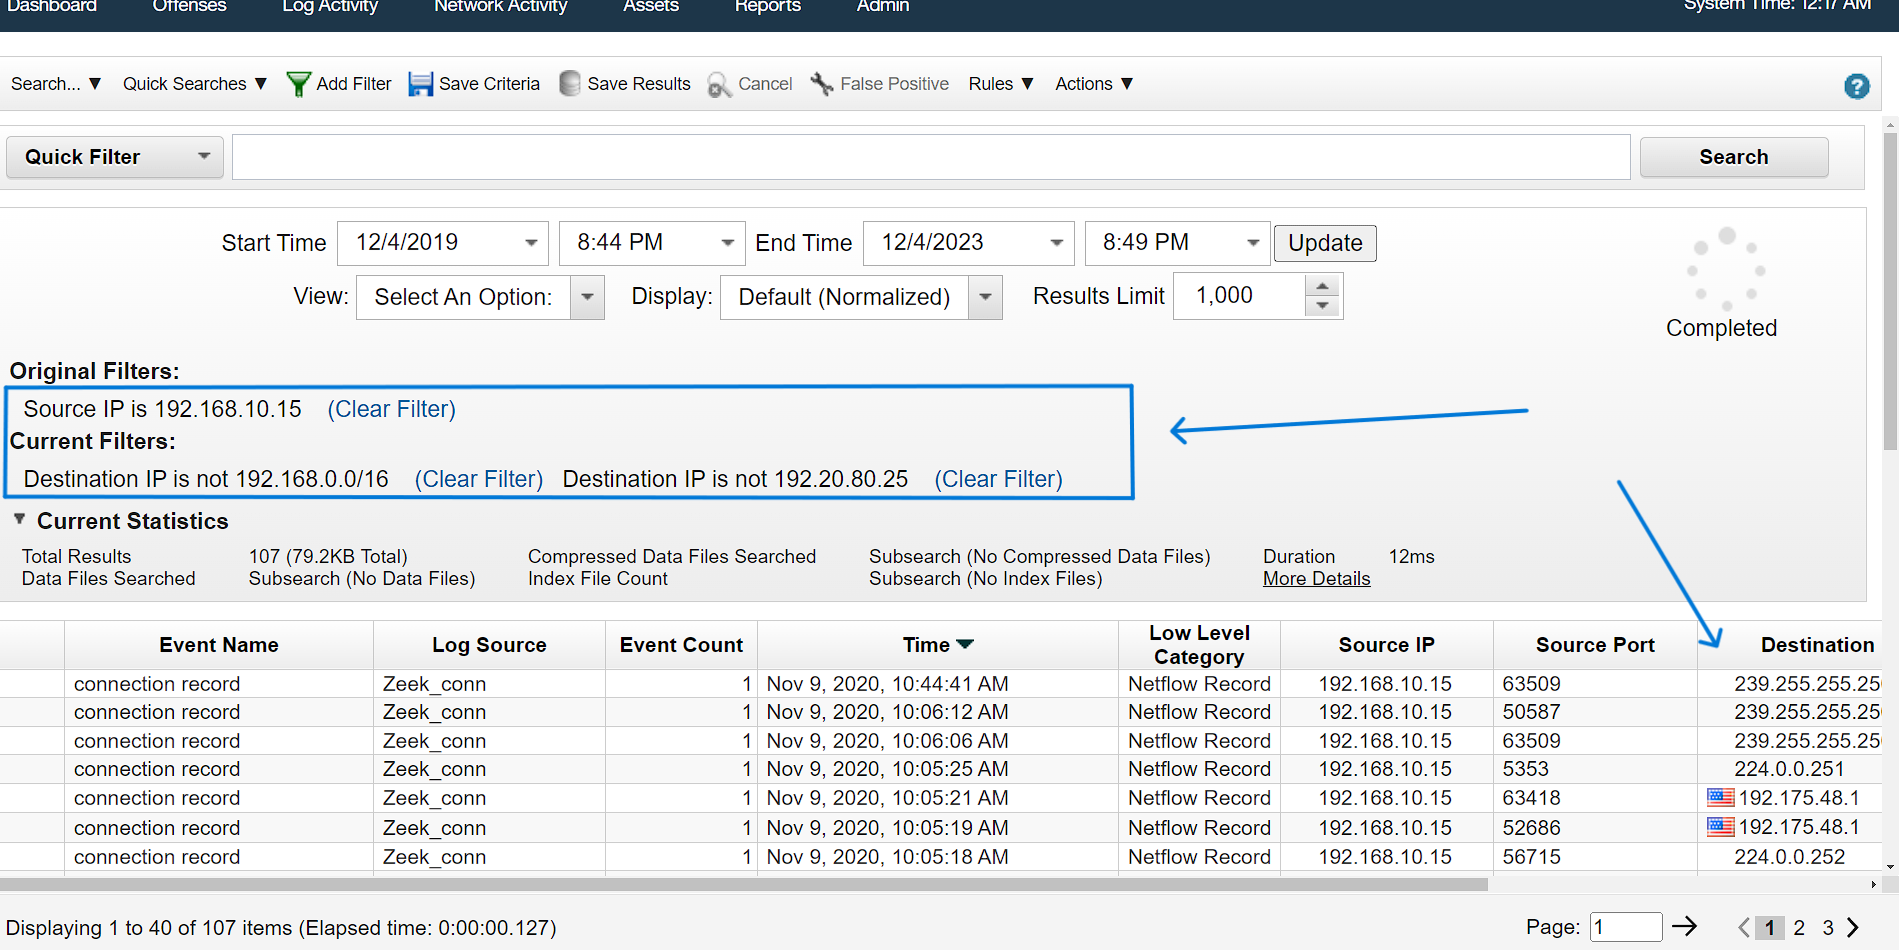 Dashboard Offenses Log Activity Network Activity Assets Reports Admin System Time: 12:17 AM
Search... ▼ Quick Searches ▼ Add Filter Save Criteria Save Results Cancel False Positive Rules ▼ Actions ▼ ?
Quick Filter Search
Start Time 12/4/2019 8:44 PM End Time 12/4/2023 8:49 PM Update
View: Select An Option: Display: Default (Normalized) Results Limit 1,000
Completed
Original Filters:
Source IP is 192.168.10.15 (Clear Filter)
Current Filters:
Destination IP is not 192.168.0.0/16 (Clear Filter) Destination IP is not 192.20.80.25 (Clear Filter)
▼ Current Statistics
Total Results 107 (79.2KB Total) Compressed Data Files Searched Subsearch (No Compressed Data Files) Duration 12ms
Data Files Searched Subsearch (No Data Files) Index File Count Subsearch (No Index Files) More Details
Event Name Log Source Event Count Time ▼ Low Level Category Source IP Source Port Destination
connection record Zeek_conn 1 Nov 9, 2020, 10:44:41 AM Netflow Record 192.168.10.15 63509 239.255.255.25
connection record Zeek_conn 1 Nov 9, 2020, 10:06:12 AM Netflow Record 192.168.10.15 50587 239.255.255.25
connection record Zeek_conn 1 Nov 9, 2020, 10:06:06 AM Netflow Record 192.168.10.15 63509 239.255.255.25
connection record Zeek_conn 1 Nov 9, 2020, 10:05:25 AM Netflow Record 192.168.10.15 5353 224.0.0.251
connection record Zeek_conn 1 Nov 9, 2020, 10:05:21 AM Netflow Record 192.168.10.15 63418 192.175.48.1
connection record Zeek_conn 1 Nov 9, 2020, 10:05:19 AM Netflow Record 192.168.10.15 52686 192.175.48.1
connection record Zeek_conn 1 Nov 9, 2020, 10:05:18 AM Netflow Record 192.168.10.15 56715 224.0.0.252
Displaying 1 to 40 of 107 items (Elapsed time: 0:00:00.127) Page: 1 → < 1 2 3 >